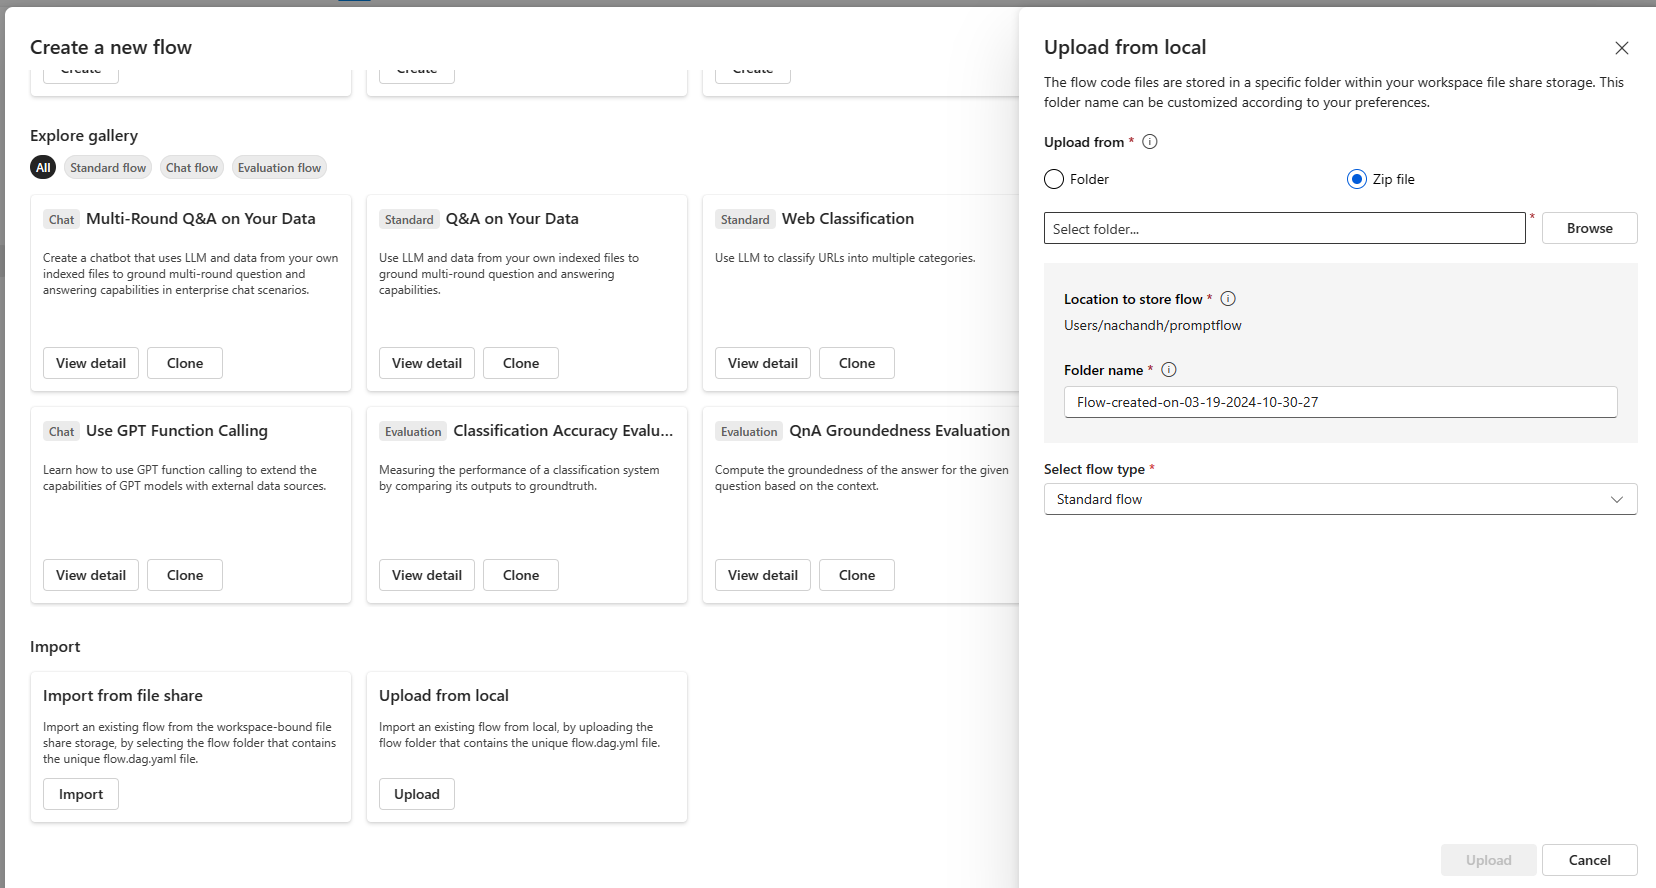 Create a new flow
Create
Create
Create
Explore gallery
All
Standard flow
Chat flow
Evaluation flow
Chat
Multi-Round Q&A on Your Data
Create a chatbot that uses LLM and data from your own
indexed files to ground multi-round question and
answering capabilities in enterprise chat scenarios.
View detail
Clone
Standard
Q&A on Your Data
Use LLM and data from your own indexed files to
ground multi-round question and answering
capabilities.
View detail
Clone
Standard
Web Classification
Use LLM to classify URLs into multiple categories.
View detail
Clone
Chat
Use GPT Function Calling
Learn how to use GPT function calling to extend the
capabilities of GPT models with external data sources.
View detail
Clone
Evaluation
Classification Accuracy Evalu...
Measuring the performance of a classification system
by comparing its outputs to groundtruth.
View detail
Clone
Evaluation
QnA Groundedness Evaluation
Compute the groundedness of the answer for the given
question based on the context.
View detail
Clone
Import
Import from file share
Import an existing flow from the workspace-bound file
share storage, by selecting the flow folder that contains
the unique flow.dag.yaml file.
Import
Upload from local
Import an existing flow from local, by uploading the
flow folder that contains the unique flow.dag.yml file.
Upload
Upload from local
The flow code files are stored in a specific folder within your workspace file share storage. This
folder name can be customized according to your preferences.
Upload from *
Folder
Zip file
Select folder... *
Browse
Location to store flow *
Users/nachandh/promptflow
Folder name *
Flow-created-on-03-19-2024-10-30-27
Select flow type *
Standard flow
Upload
Cancel